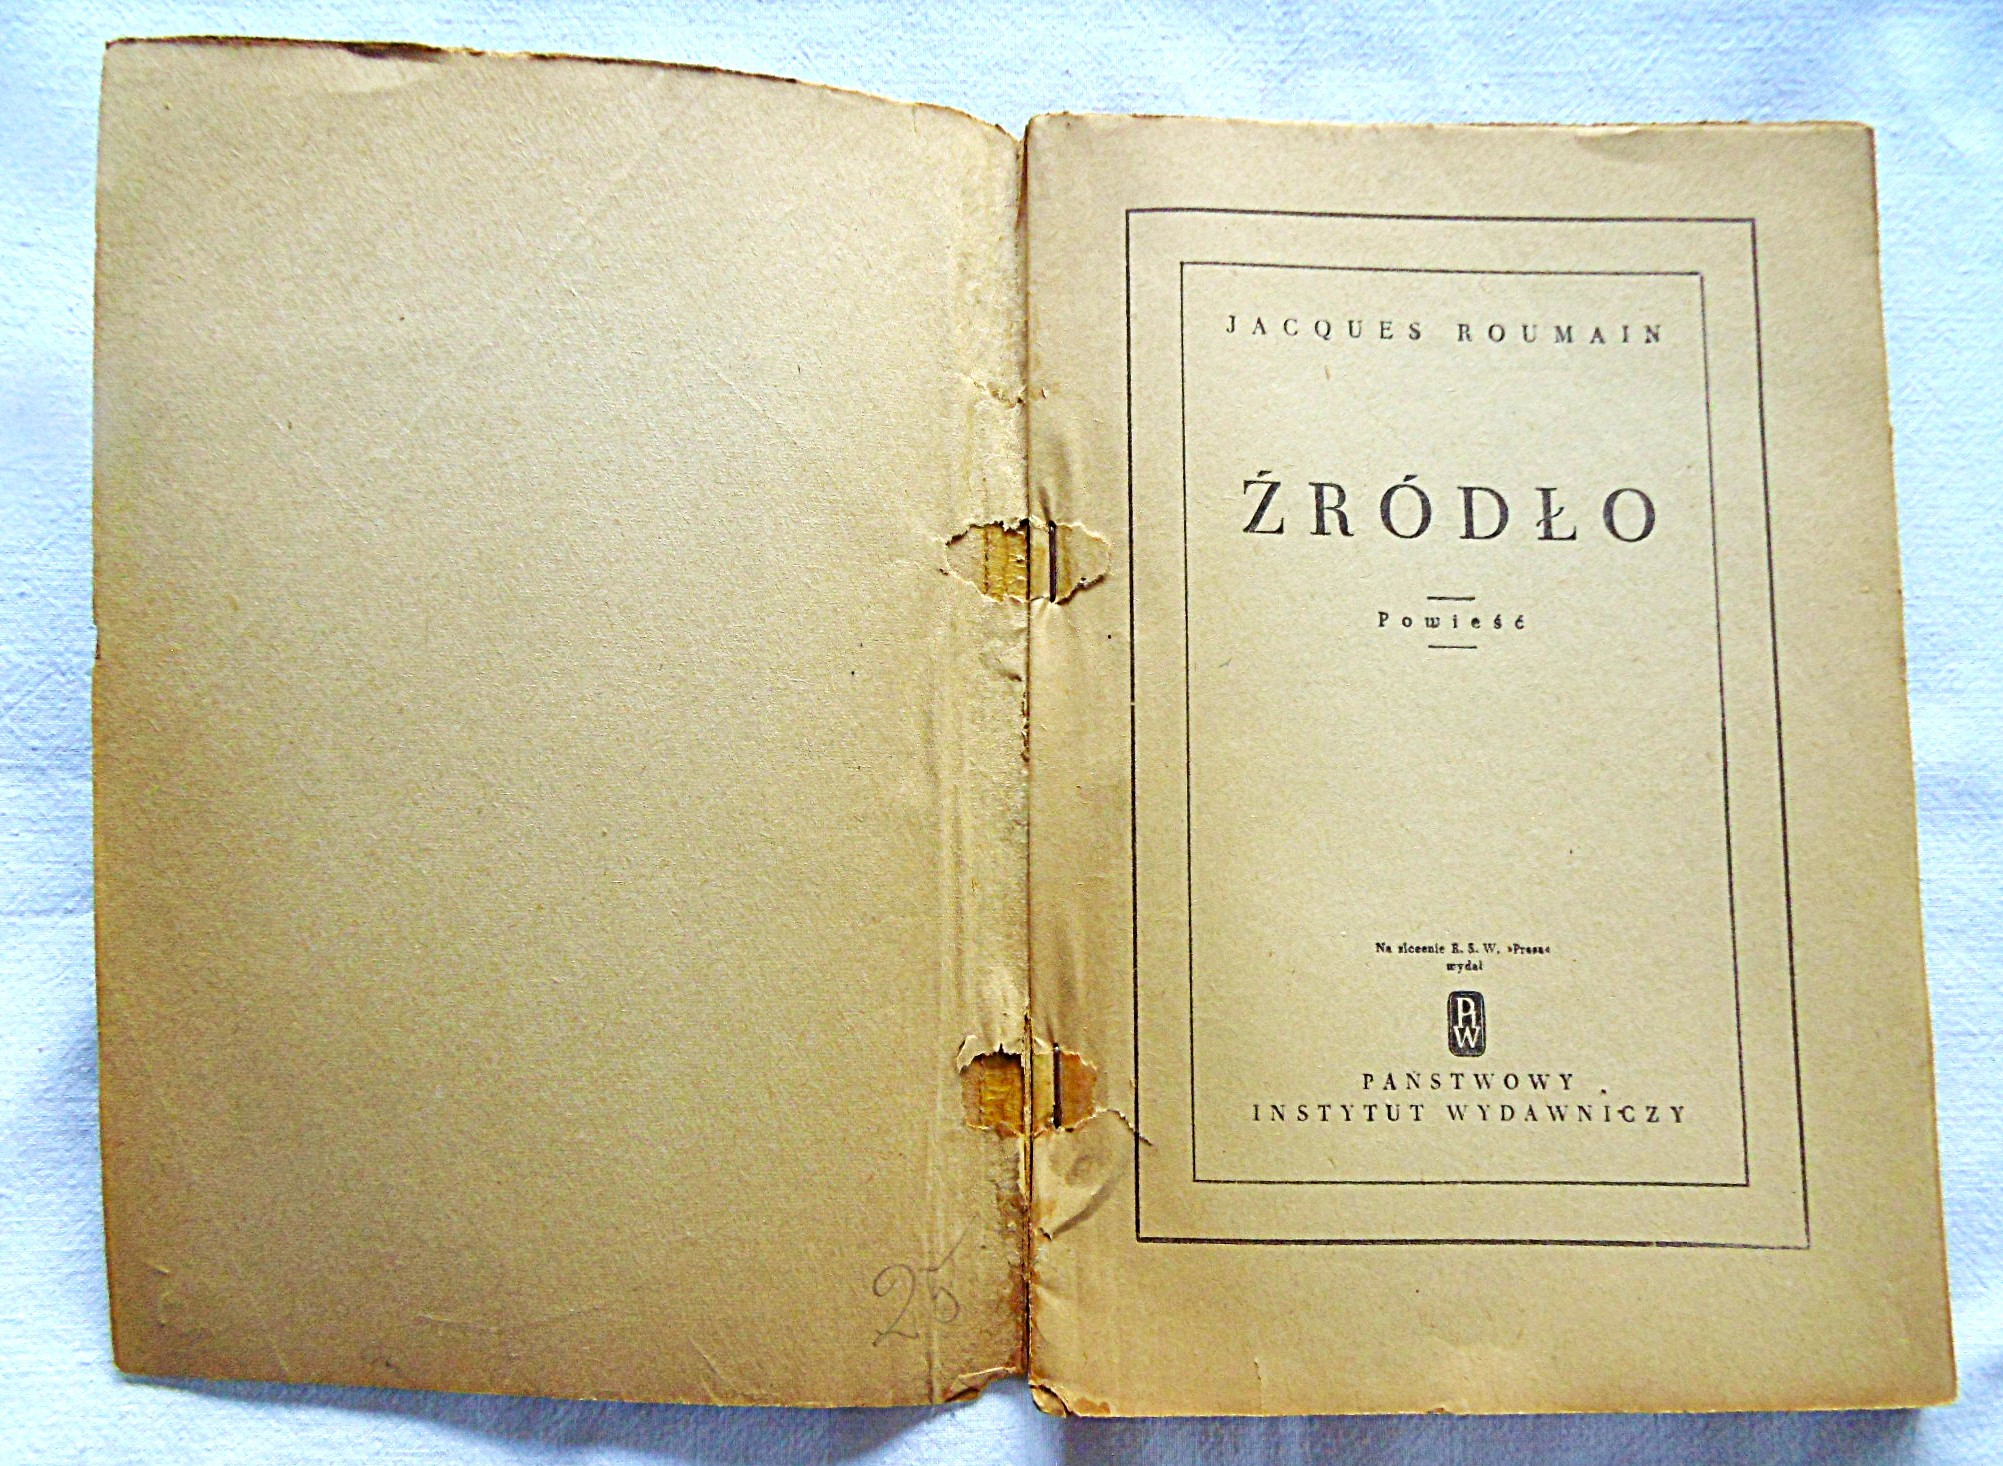 JACQUES ROUMAIN
ŹRÓDŁO
Powieść
Na zlecenie R. S. W. »Prasa«
wydał
PIW
PAŃSTWOWY
INSTYTUT WYDAWNICZY
25